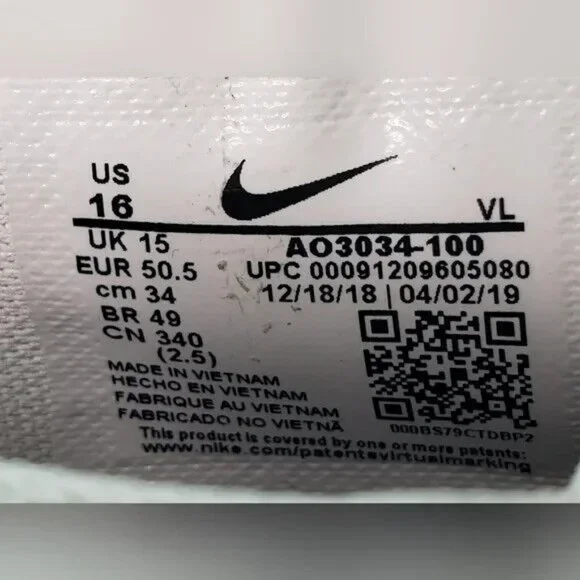 US
16
VL
UK 15
EUR 50.5
cm 34
BR 49
CN 340
(2.5)
AO3034-100
UPC 00091209605080
12/18/18 | 04/02/19
MADE IN VIETNAM
HECHO EN VIETNAM
FABRIQUE AU VIETNAM
FABRICADO NO VIETNÃ
000BS79CTDBP2
This product is covered by one or more patents:
www.nike.com/patentsvirtualmarking